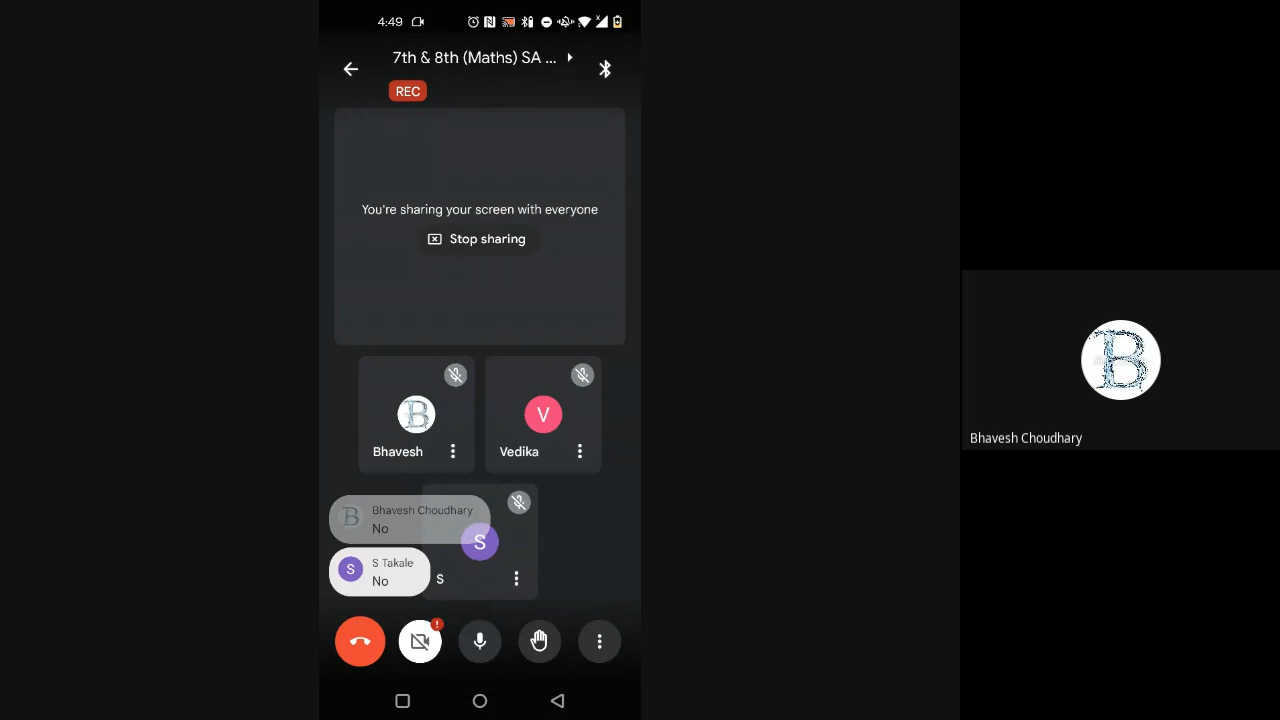 4:49
7th & 8th (Maths) SA ...
REC
You're sharing your screen with everyone
Stop sharing
B
V
Bhavesh
Vedika
Bhavesh Choudhary
No
S
S Takale
No
S
S
B
Bhavesh Choudhary